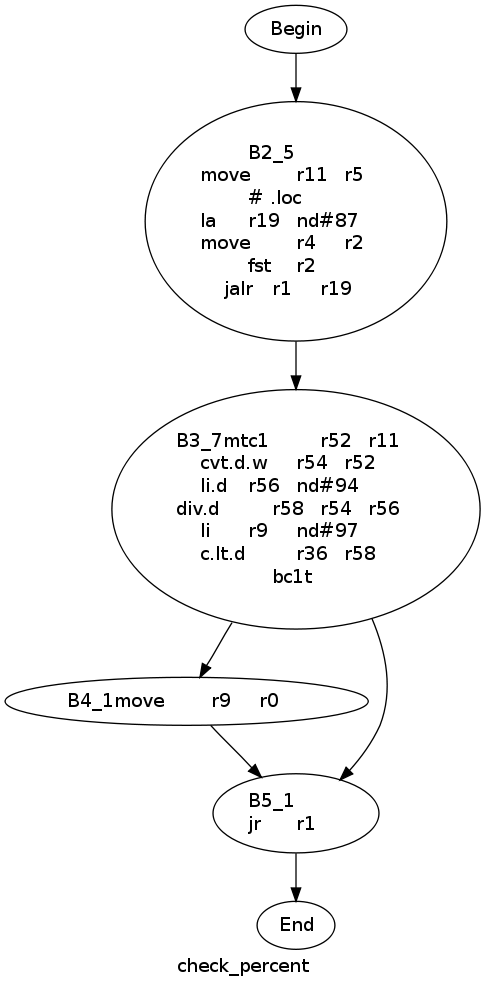 Begin
B2_5
move r11 r5
# .loc
la r19 nd#87
move r4 r2
fst r2
jalr r1 r19
B3_7mtc1 r52 r11
cvt.d.w r54 r52
li.d r56 nd#94
div.d r58 r54 r56
li r9 nd#97
c.lt.d r36 r58
bc1t
B4_1move r9 r0
B5_1
jr r1
End
check_percent